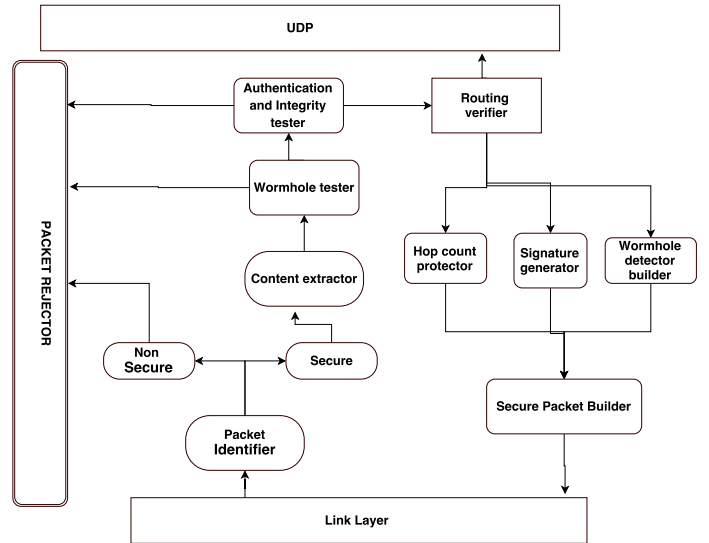 UDP
Authentication
and Integrity
tester
Routing
verifier
Wormhole tester
PACKET REJECTOR
Hop count
protector
Signature
generator
Wormhole
detector
builder
Content extractor
Non
Secure
Secure
Secure Packet Builder
Packet
Identifier
Link Layer